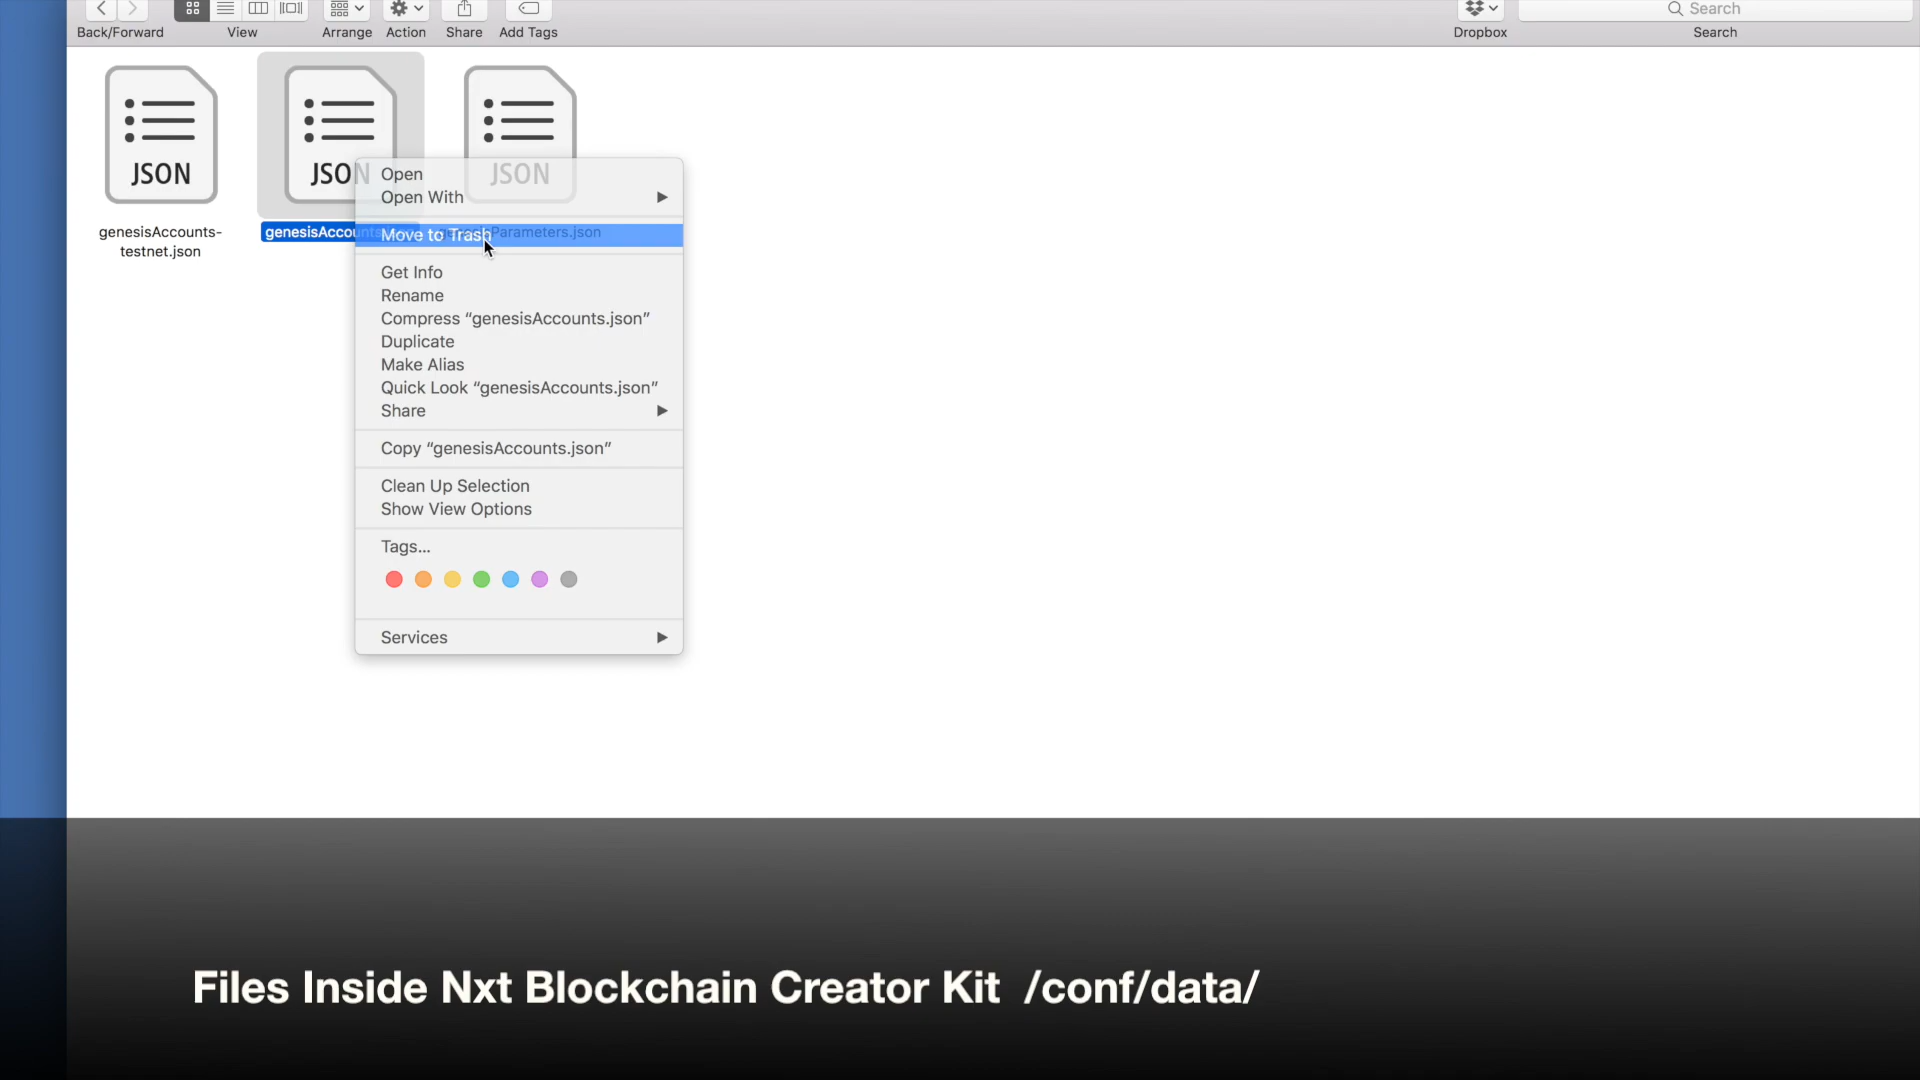 Search
Back/Forward
View
Arrange
Action
Share
Add Tags
Dropbox
Search
JSON
JSON
JSON
genesisAccounts-
testnet.json
genesisAccounts
Parameters.json
Open
Open With
Move to Trash
Get Info
Rename
Compress “genesisAccounts.json”
Duplicate
Make Alias
Quick Look “genesisAccounts.json”
Share
Copy “genesisAccounts.json”
Clean Up Selection
Show View Options
Tags...
Services
Files Inside Nxt Blockchain Creator Kit /conf/data/